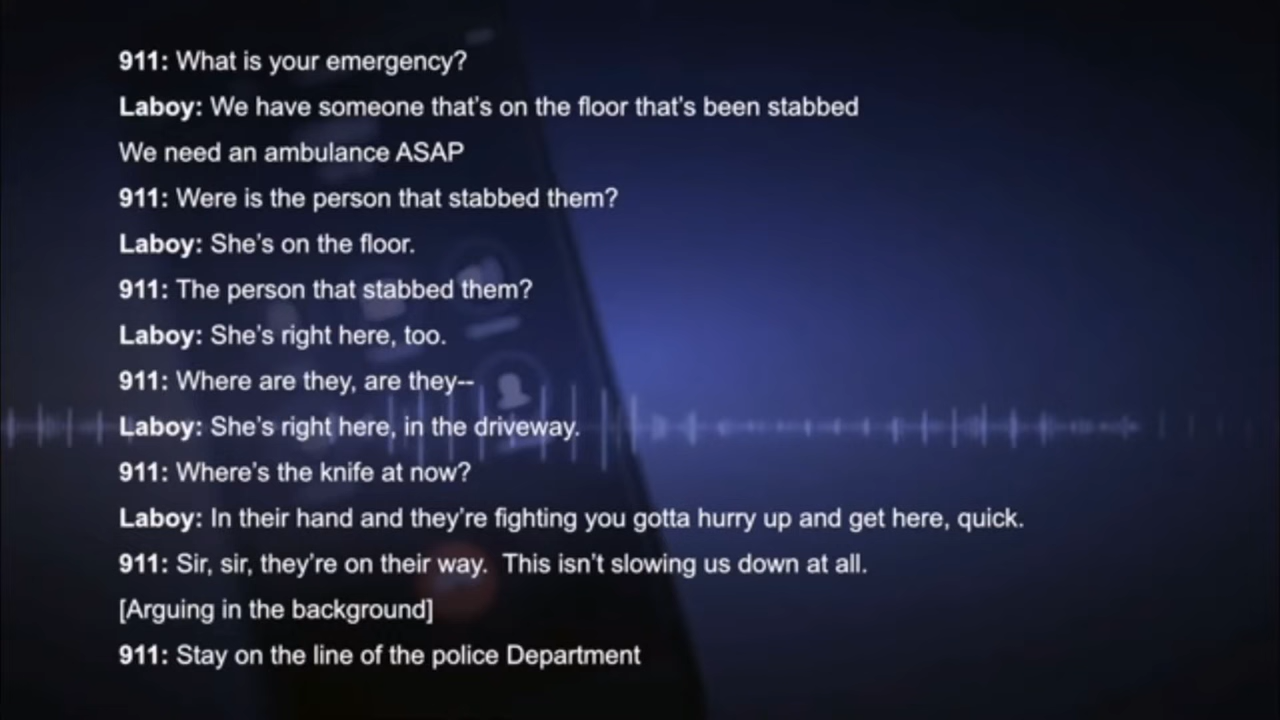 911: What is your emergency?
Laboy: We have someone that's on the floor that's been stabbed
We need an ambulance ASAP
911: Were is the person that stabbed them?
Laboy: She's on the floor.
911: The person that stabbed them?
Laboy: She's right here, too.
911: Where are they, are they--
Laboy: She's right here, in the driveway.
911: Where's the knife at now?
Laboy: In their hand and they're fighting you gotta hurry up and get here, quick.
911: Sir, sir, they're on their way.  This isn't slowing us down at all.
[Arguing in the background]
911: Stay on the line of the police Department